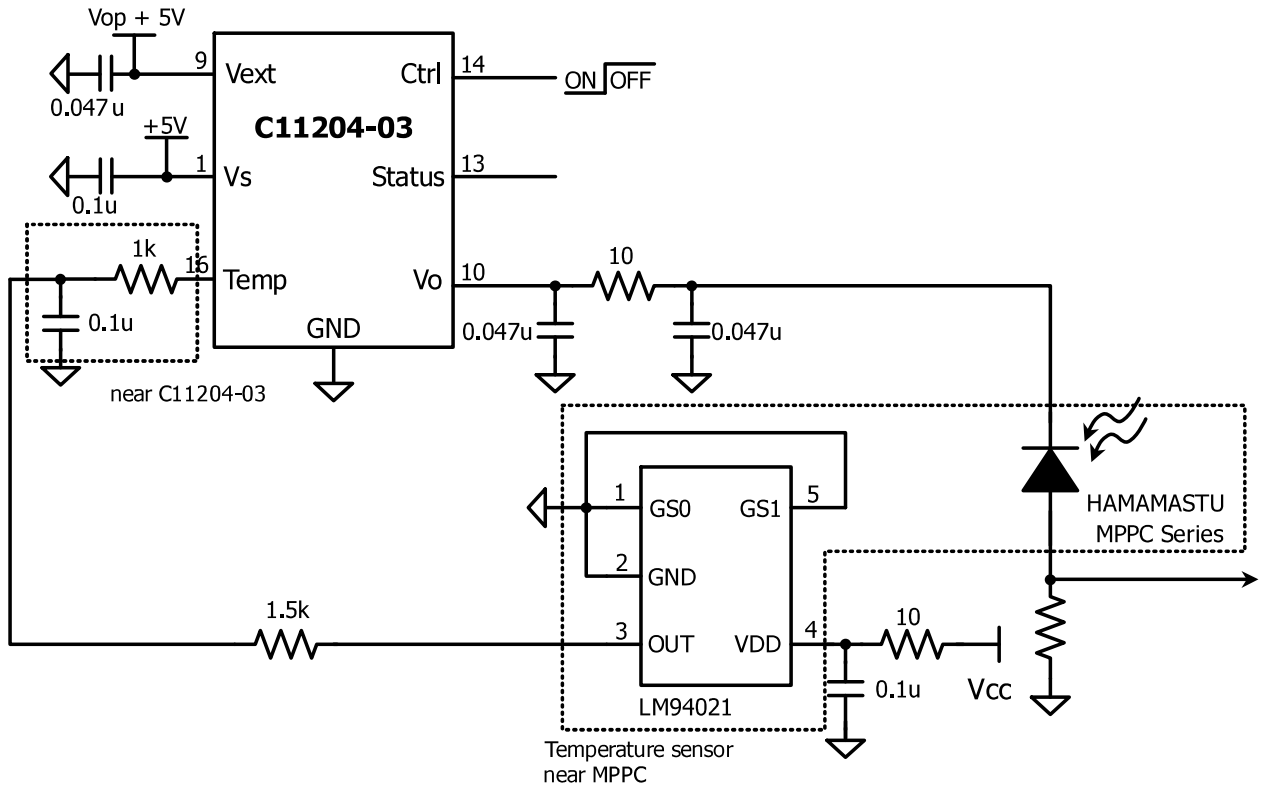 Vop + 5V
9
Vext
0.047u
Ctrl
14
ON OFF
C11204-03
+5V
1
Vs
0.1u
Status
13
1k
16
Temp
0.1u
Vo
10
10
0.047u
0.047u
GND
near C11204-03
1
GS0
GS1
5
2
GND
HAMAMASTU
MPPC Series
1.5k
3
OUT
VDD
4
10
0.1u
Vcc
LM94021
Temperature sensor
near MPPC